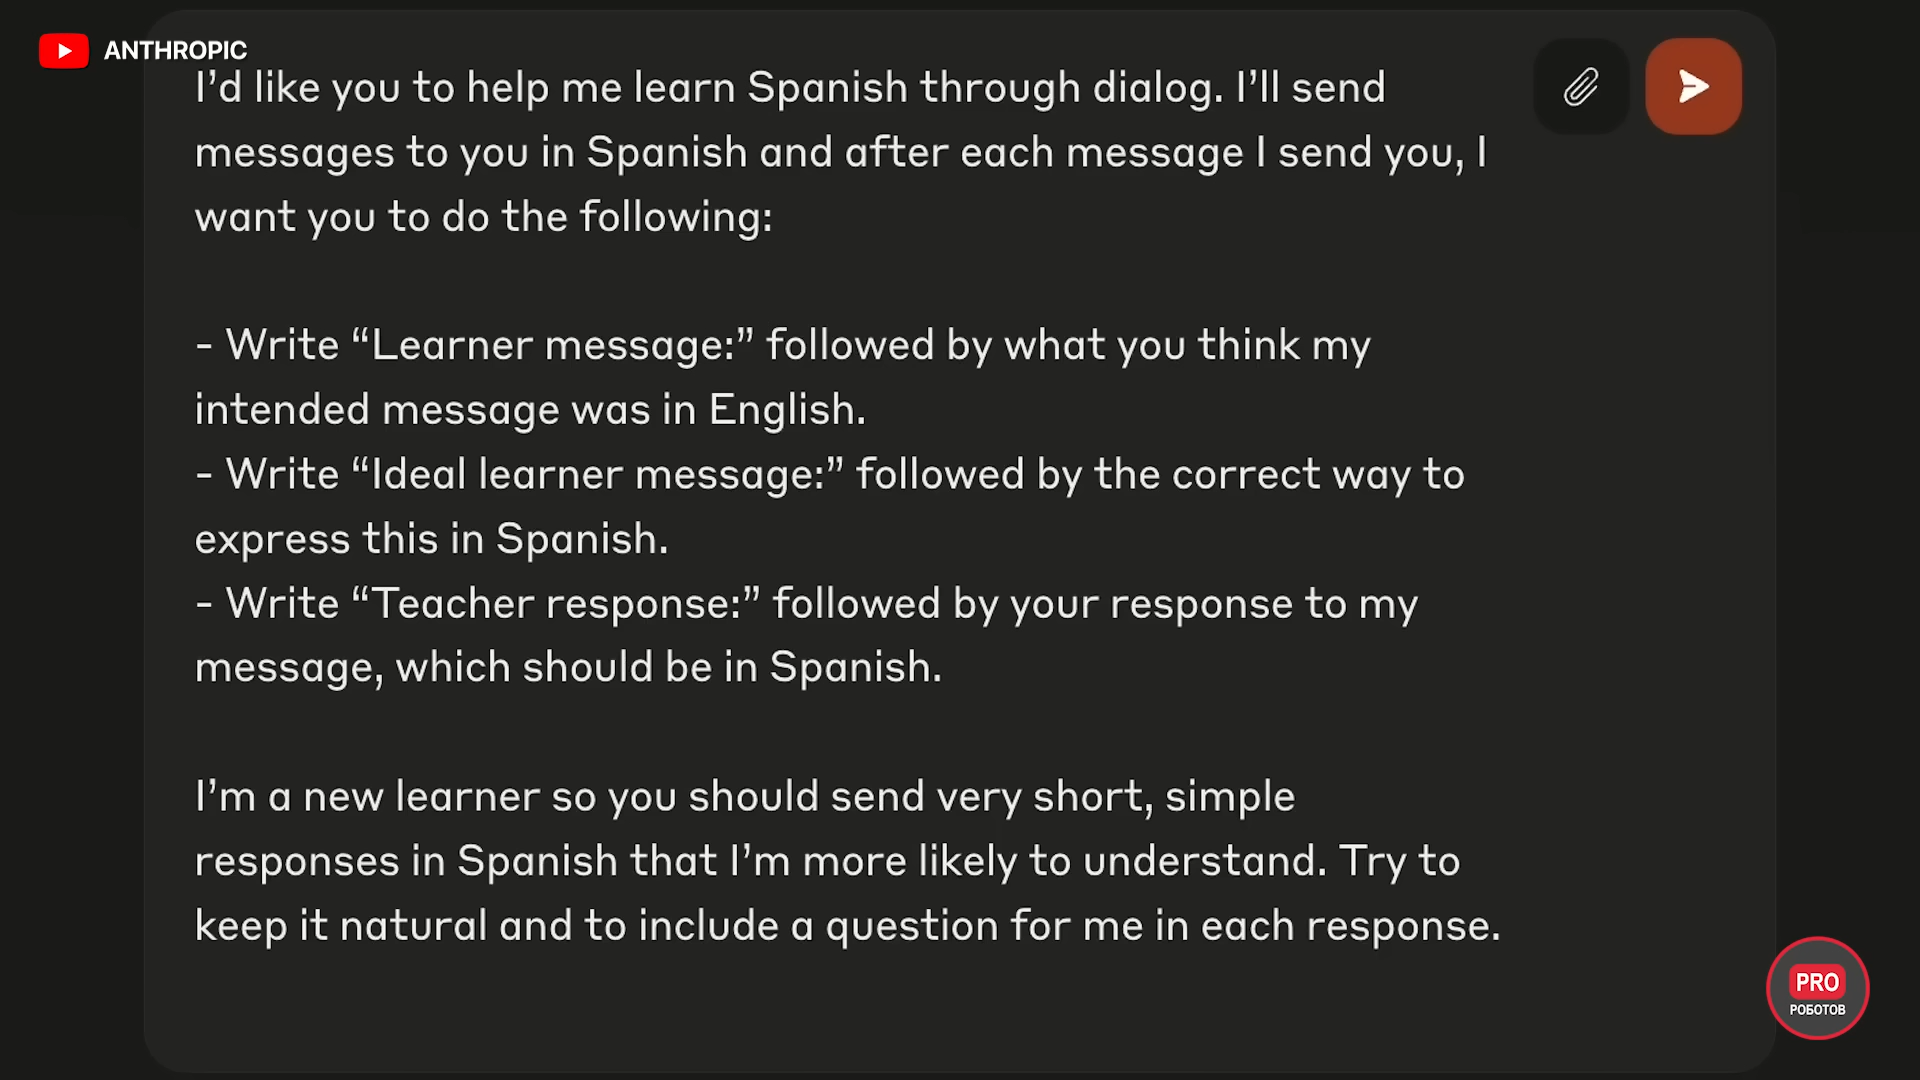 ANTHROPIC
I’d like you to help me learn Spanish through dialog. I’ll send
messages to you in Spanish and after each message I send you, I
want you to do the following:
- Write “Learner message:” followed by what you think my
intended message was in English.
- Write “Ideal learner message:” followed by the correct way to
express this in Spanish.
- Write “Teacher response:” followed by your response to my
message, which should be in Spanish.
I’m a new learner so you should send very short, simple
responses in Spanish that I’m more likely to understand. Try to
keep it natural and to include a question for me in each response.
PRO
РОБОТОВ